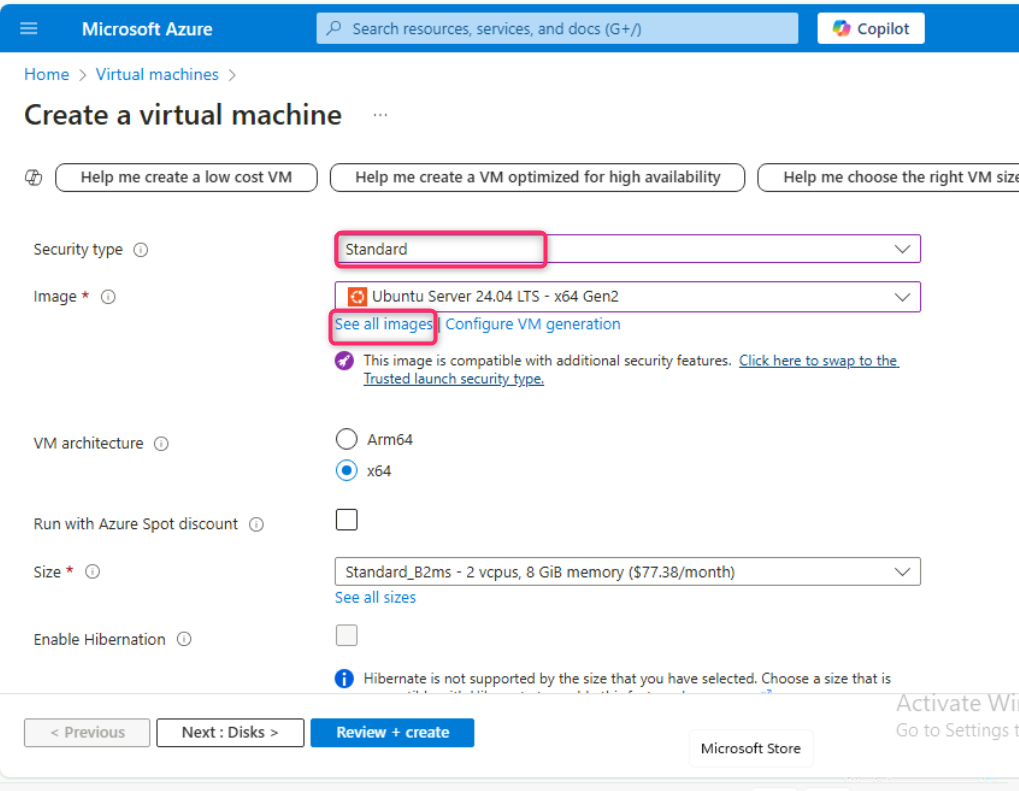 Microsoft Azure
Search resources, services, and docs (G+/)
Copilot
Home > Virtual machines >
Create a virtual machine ...
Help me create a low cost VM
Help me create a VM optimized for high availability
Help me choose the right VM size
Security type
Standard
Image *
Ubuntu Server 24.04 LTS - x64 Gen2
See all images | Configure VM generation
This image is compatible with additional security features. Click here to swap to the
Trusted launch security type.
VM architecture
Arm64
x64
Run with Azure Spot discount
Size *
Standard_B2ms - 2 vcpus, 8 GiB memory ($77.38/month)
See all sizes
Enable Hibernation
Hibernate is not supported by the size that you have selected. Choose a size that is
< Previous
Next : Disks >
Review + create
Activate Wi
Go to Settings t
Microsoft Store